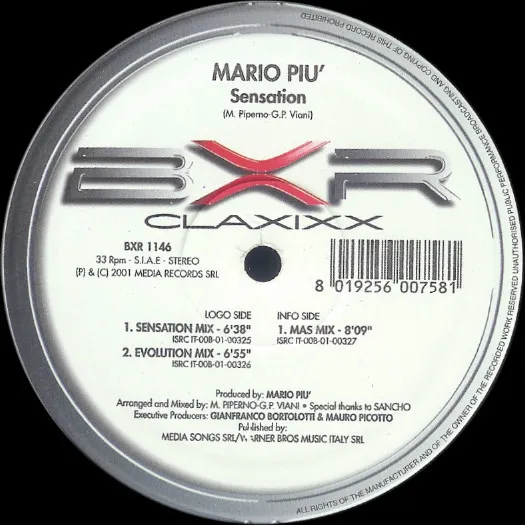 MARIO PIU'
Sensation
(M. Piperno-G.P. Viani)
BXR
CLAXIXX
BXR 1146
33 Rpm - S.I.A.E - STEREO
(P) & (C) 2001 MEDIA RECORDS SRL
8 019256 007581
LOGO SIDE
1. SENSATION MIX - 6'38"
ISRC IT-00B-01-00325
2. EVOLUTION MIX - 6'55"
ISRC IT-00B-01-00326
INFO SIDE
1. MAS MIX - 8'09"
ISRC IT-00B-01-00327
Produced by: MARIO PIU'
Arranged and Mixed by: M. PIPERNO-G.P. VIANI • Special thanks to SANCHO
Executive Producers: GIANFRANCO BORTOLOTTI & MAURO PICOTTO
Published by:
MEDIA SONGS SRL/WARNER BROS MUSIC ITALY SRL
ALL RIGHTS OF THE MANUFACTURER AND OF THE OWNER OF THE RECORDED WORK RESERVED UNAUTHORISED PUBLIC PERFORMANCE BROADCASTING AND COPYING OF THIS RECORD PROHIBITED